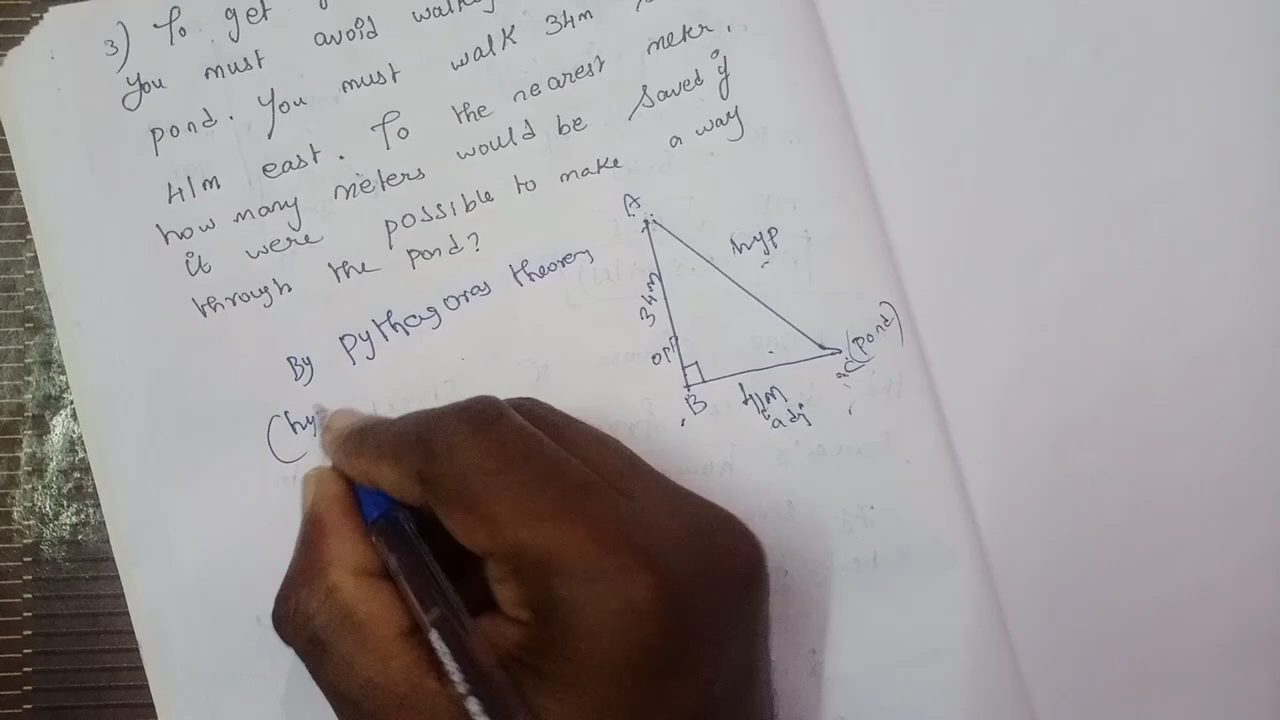 3) To get
you must avoid
pond. You must walk 34m
41m east. To the nearest meter.
how many meters would be saved if
it were possible to make a way
through the pond?
By pythagoras theorem
(hy
A
hyp
34m
opp
B
41m
adj
C(pond)